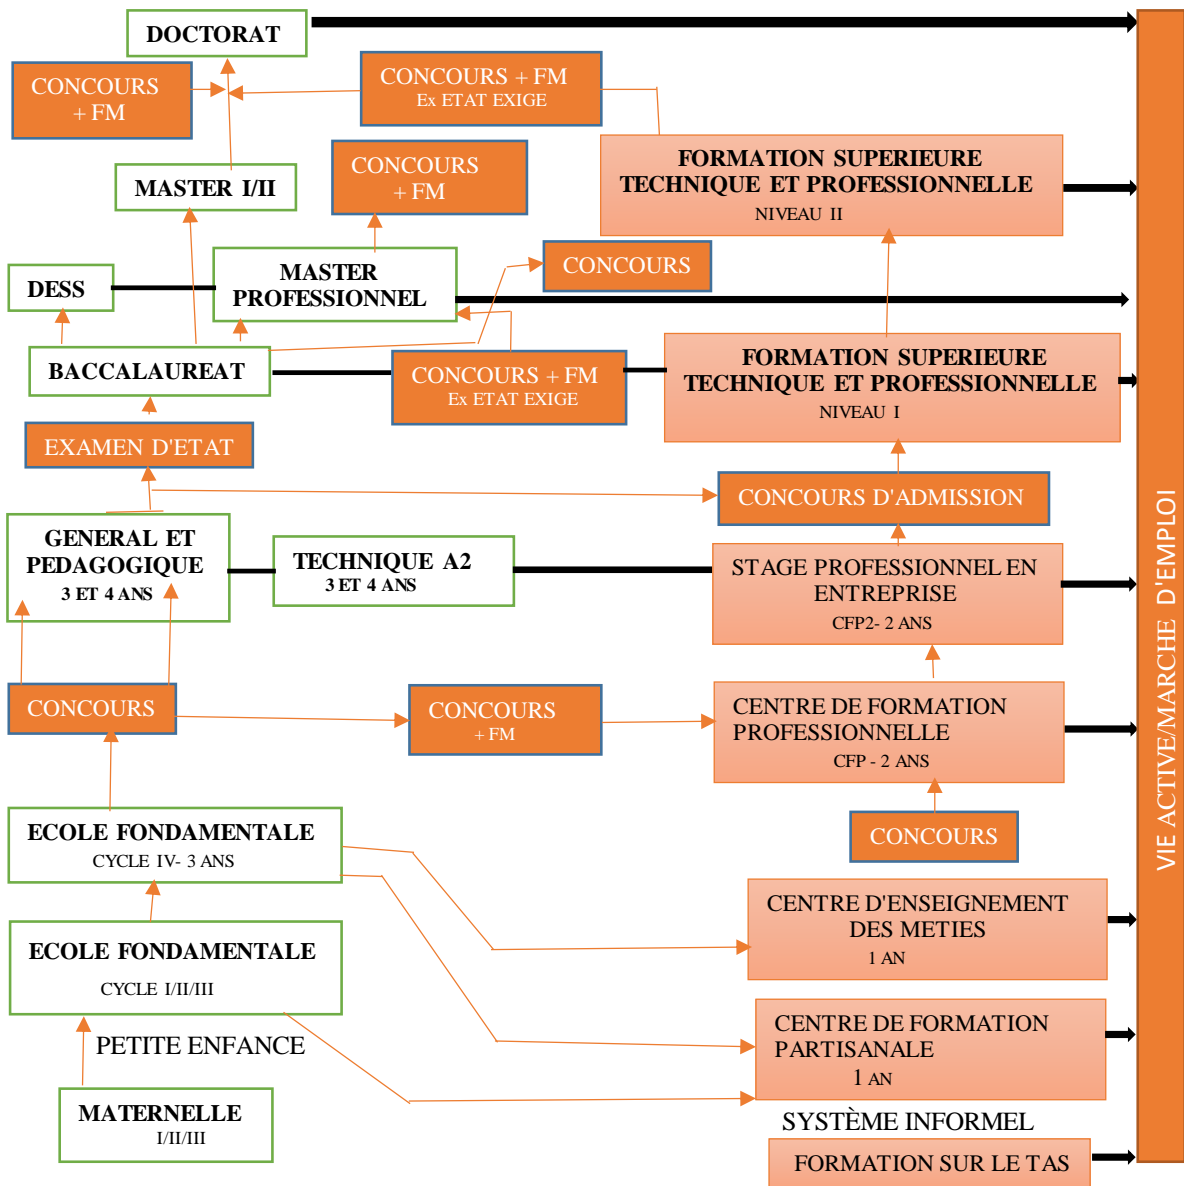 DOCTORAT
CONCOURS
+ FM
CONCOURS + FM
Ex ETAT EXIGE
FORMATION SUPERIEURE
TECHNIQUE ET PROFESSIONNELLE
NIVEAU II
CONCOURS
+ FM
MASTER I/II
CONCOURS
MASTER
PROFESSIONNEL
DESS
BACCALAUREAT
CONCOURS + FM
Ex ETAT EXIGE
FORMATION SUPERIEURE
TECHNIQUE ET PROFESSIONNELLE
NIVEAU I
EXAMEN D'ETAT
CONCOURS D'ADMISSION
GENERAL ET
PEDAGOGIQUE
3 ET 4 ANS
TECHNIQUE A2
3 ET 4 ANS
STAGE PROFESSIONNEL EN
ENTREPRISE
CFP2- 2 ANS
CONCOURS
CONCOURS
+ FM
CENTRE DE FORMATION
PROFESSIONNELLE
CFP - 2 ANS
ECOLE FONDAMENTALE
CYCLE IV- 3 ANS
CONCOURS
CENTRE D'ENSEIGNEMENT
DES METIES
1 AN
ECOLE FONDAMENTALE
CYCLE I/II/III
CENTRE DE FORMATION
PARTISANALE
1 AN
PETITE ENFANCE
MATERNELLE
I/II/III
SYSTÈME INFORMEL
FORMATION SUR LE TAS
VIE ACTIVE/MARCHE D'EMPLOI